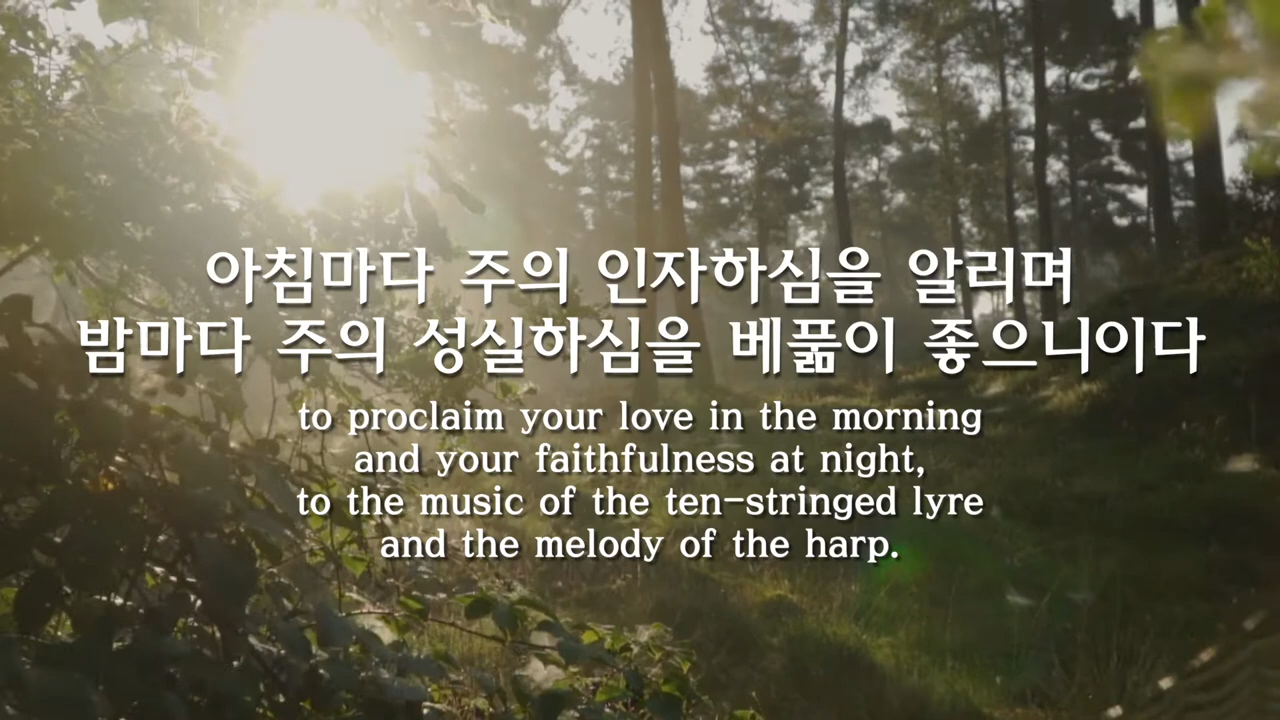 아침마다 주의 인자하심을 알리며
밤마다 주의 성실하심을 베풂이 좋으니이다
to proclaim your love in the morning
and your faithfulness at night,
to the music of the ten-stringed lyre
and the melody of the harp.